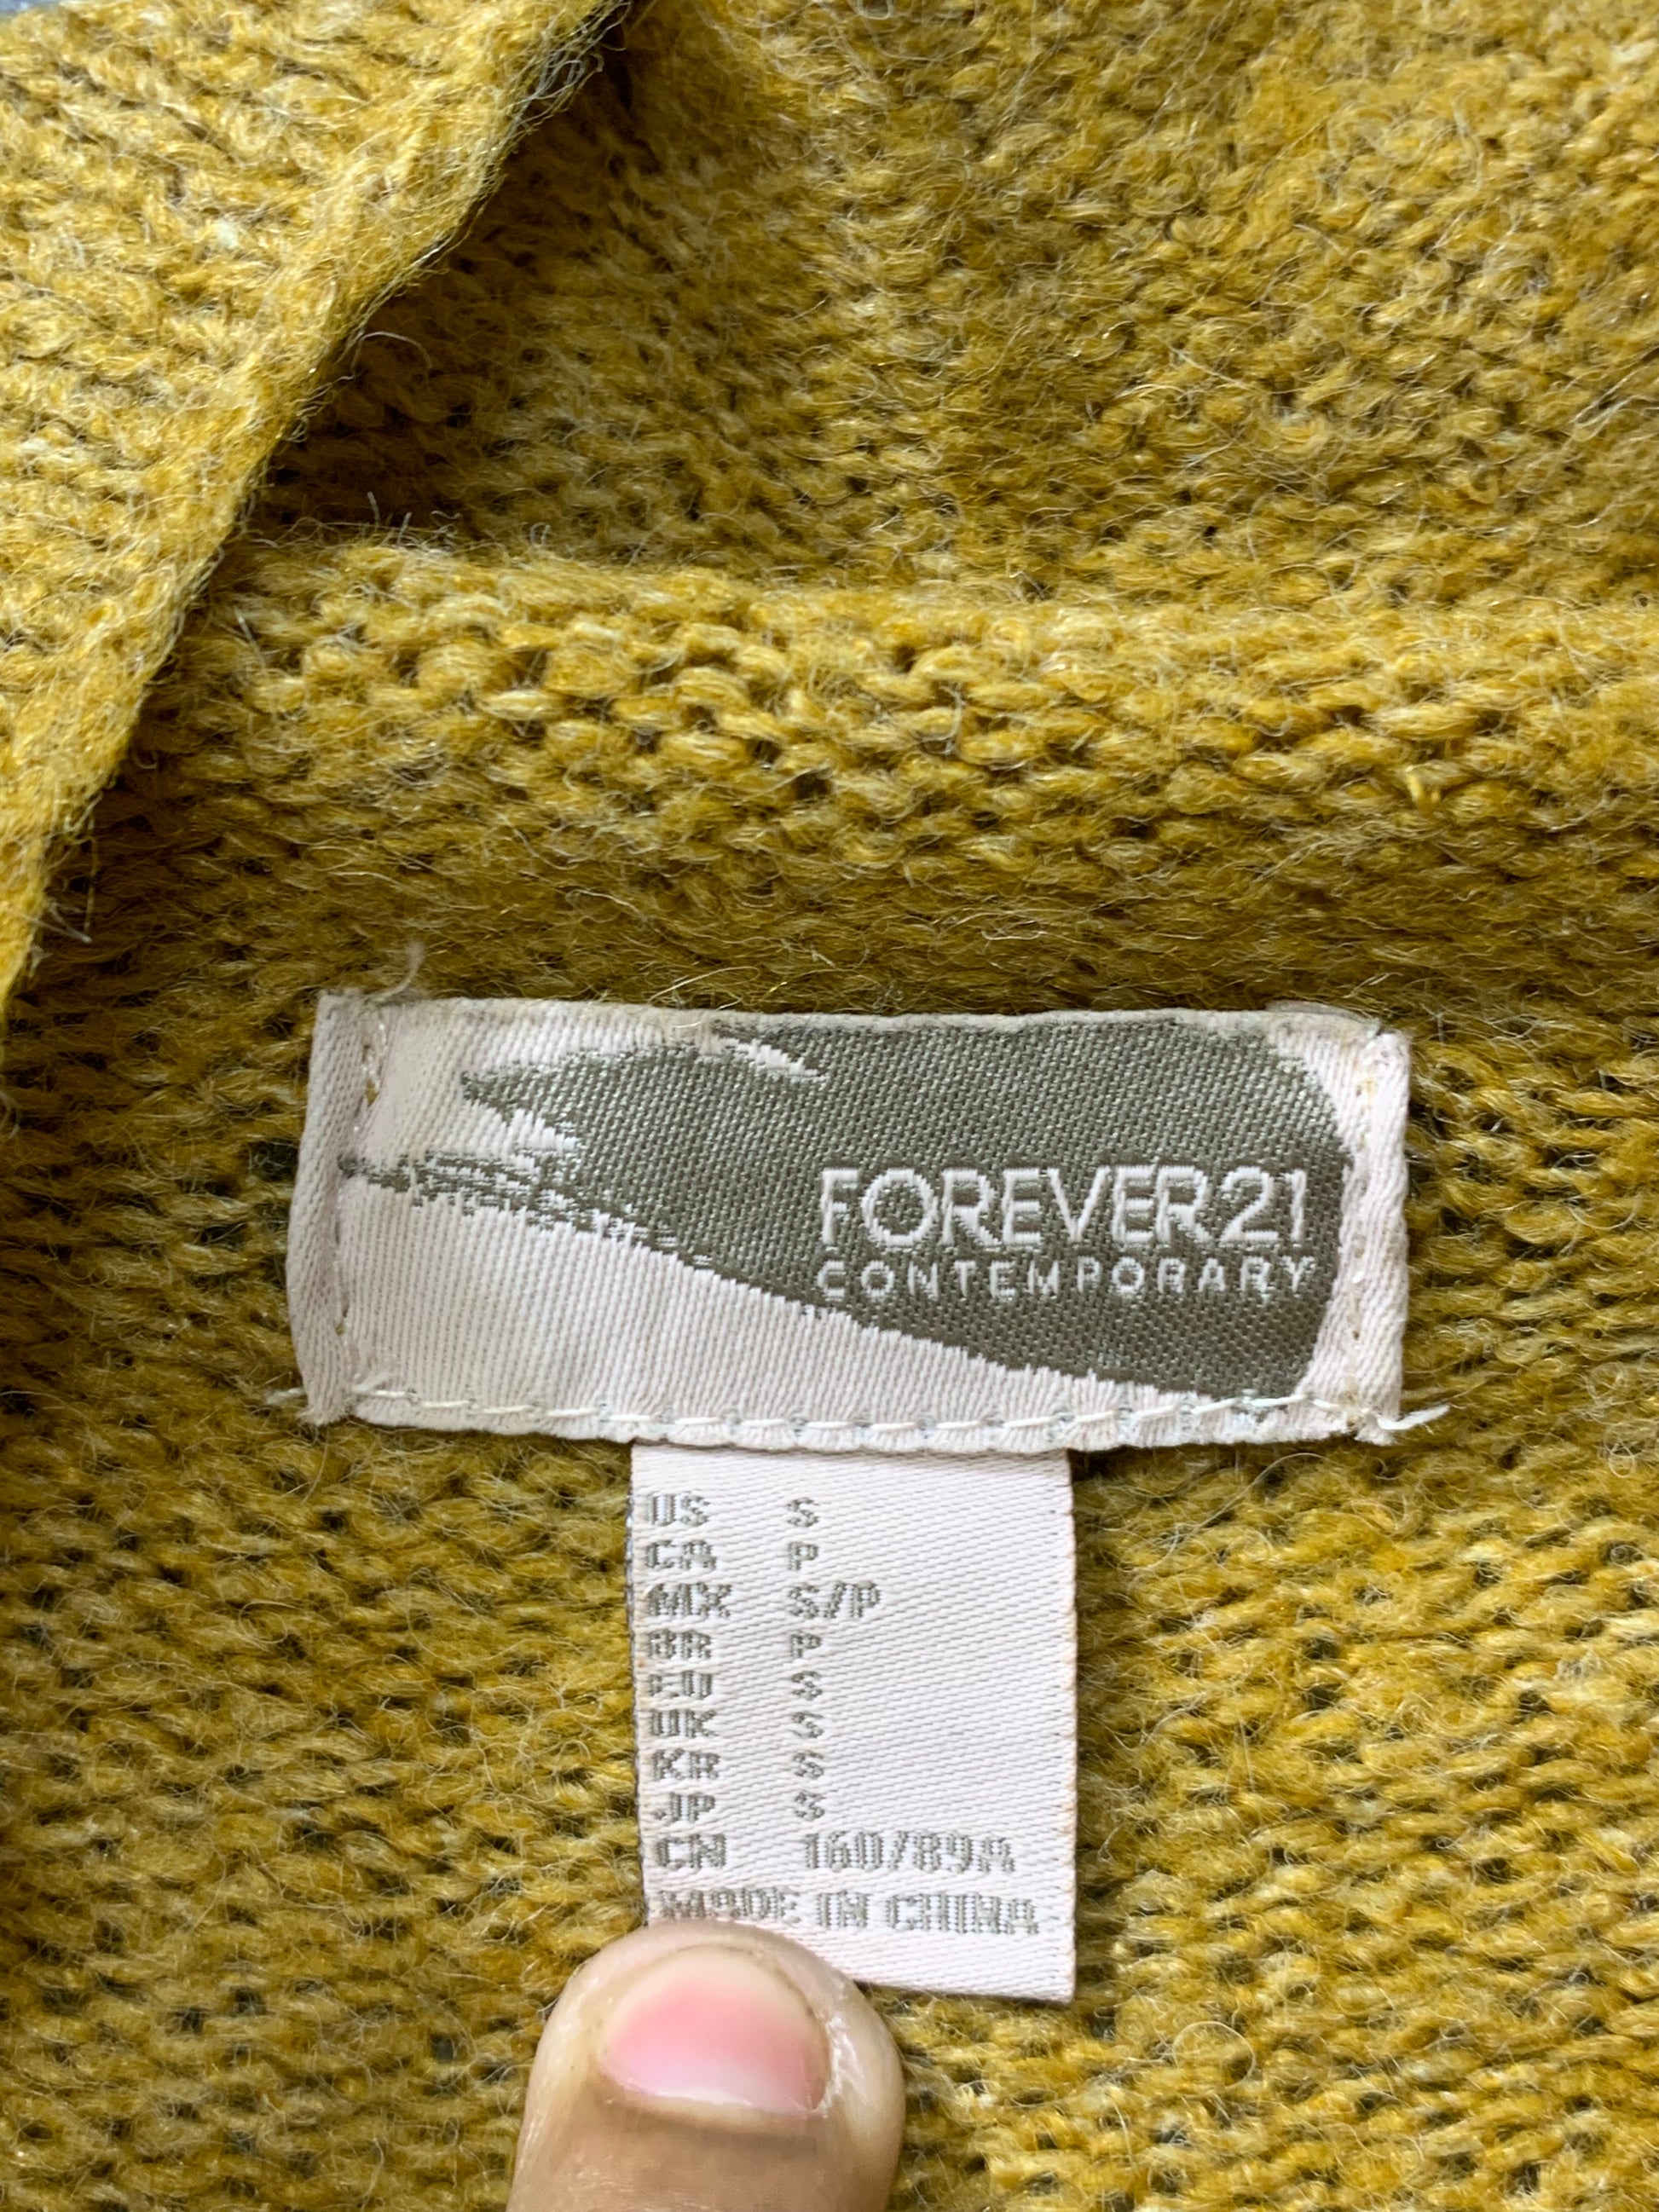 FOREVER21
CONTEMPORARY
US S
CA P
MX S/P
BR P
EU S
UK S
KR S
JP S
CN 160/89A
MADE IN CHINA